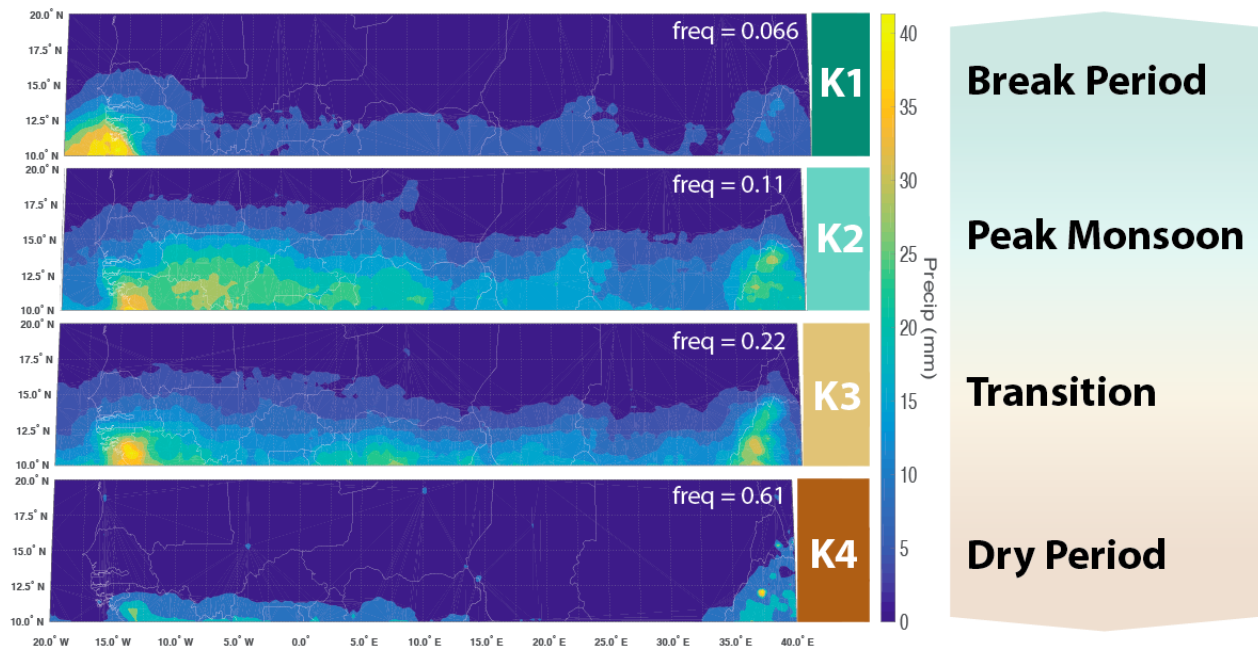 20.0° N
17.5° N
15.0° N
12.5° N
10.0° N
freq = 0.066
K1
20.0° N
17.5° N
15.0° N
12.5° N
10.0° N
freq = 0.11
K2
20.0° N
17.5° N
15.0° N
12.5° N
10.0° N
freq = 0.22
K3
20.0° N
17.5° N
15.0° N
12.5° N
10.0° N
freq = 0.61
K4
20.0° W 15.0° W 10.0° W 5.0° W 0.0° E 5.0° E 10.0° E 15.0° E 20.0° E 25.0° E 30.0° E 35.0° E 40.0° E
40
35
30
25
20
15
10
5
0
Precip (mm)
Break Period
Peak Monsoon
Transition
Dry Period